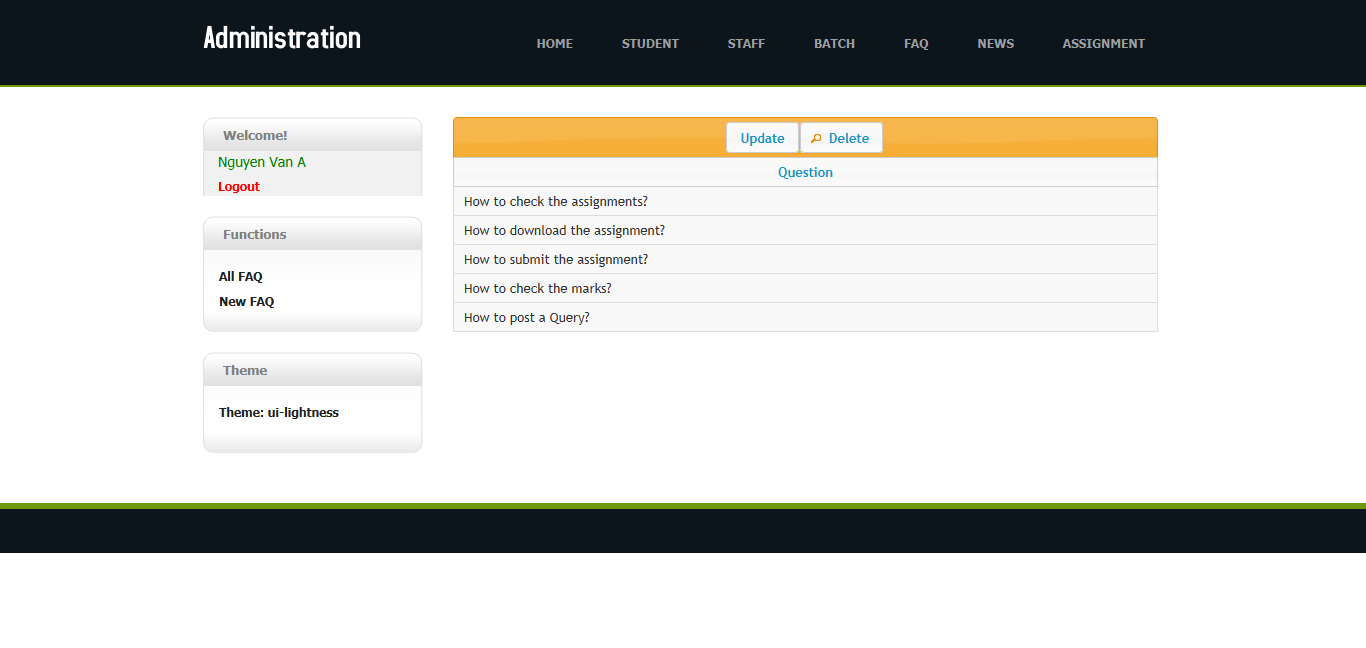 Administration
HOME STUDENT STAFF BATCH FAQ NEWS ASSIGNMENT
Welcome!
Nguyen Van A
Logout
Functions
All FAQ
New FAQ
Theme
Theme: ui-lightness
Update Delete
Question
How to check the assignments?
How to download the assignment?
How to submit the assignment?
How to check the marks?
How to post a Query?